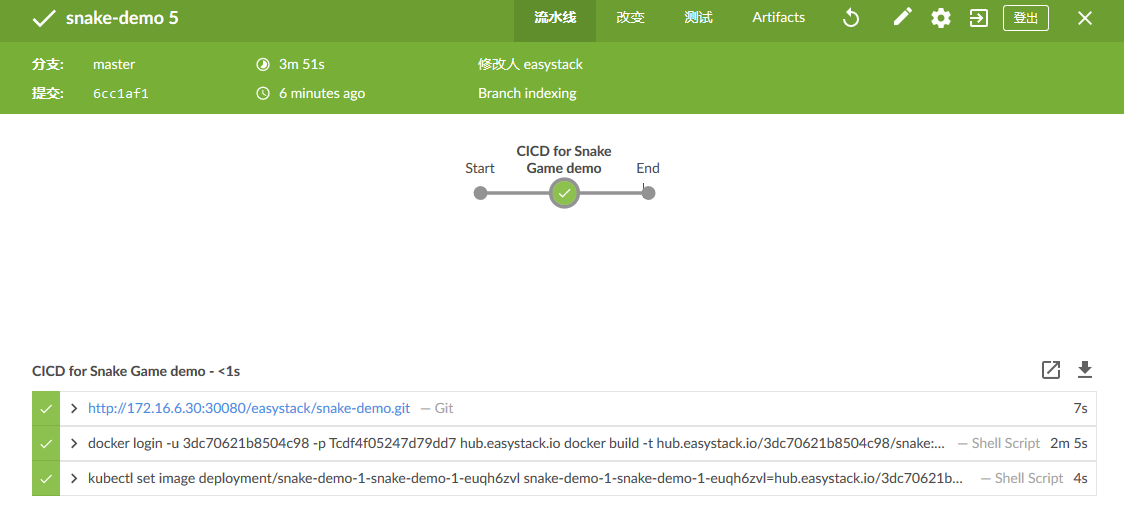 snake-demo 5 流水线 改变 测试 Artifacts 登出
分支: master 3m 51s 修改人 easystack
提交: 6cc1af1 6 minutes ago Branch indexing
CICD for Snake
Start Game demo End
CICD for Snake Game demo - <1s
http://172.16.6.30:30080/easystack/snake-demo.git — Git 7s
docker login -u 3dc70621b8504c98 -p Tcdf4f05247d79dd7 hub.easystack.io docker build -t hub.easystack.io/3dc70621b8504c98/snake:... — Shell Script 2m 5s
kubectl set image deployment/snake-demo-1-snake-demo-1-euqh6zvl snake-demo-1-snake-demo-1-euqh6zvl=hub.easystack.io/3dc70621b... — Shell Script 4s